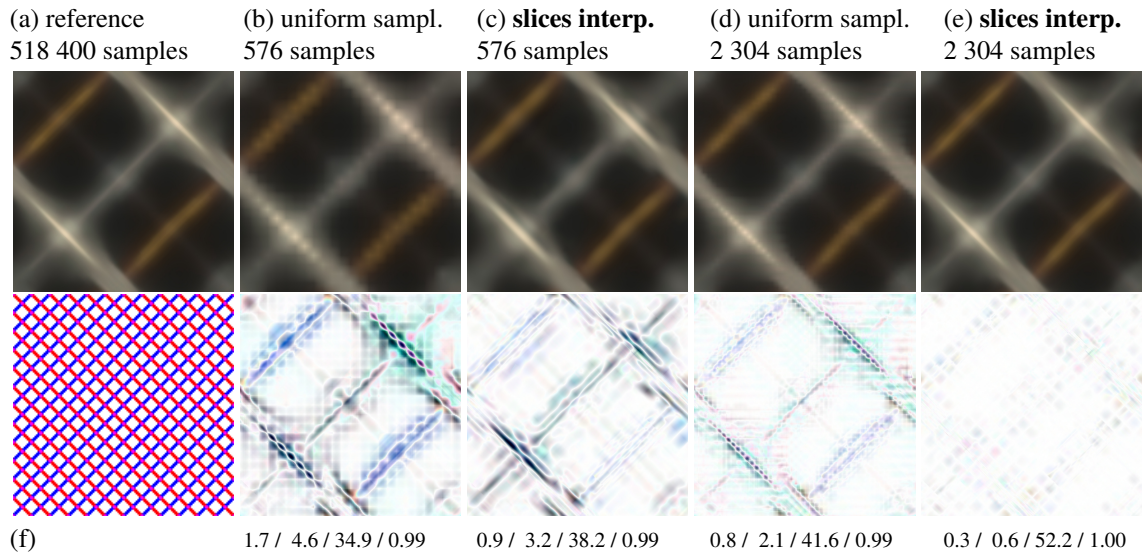 (a) reference
518 400 samples
(b) uniform sampl.
576 samples
(c) slices interp.
576 samples
(d) uniform sampl.
2 304 samples
(e) slices interp.
2 304 samples
(f)
1.7 / 4.6 / 34.9 / 0.99
0.9 / 3.2 / 38.2 / 0.99
0.8 / 2.1 / 41.6 / 0.99
0.3 / 0.6 / 52.2 / 1.00